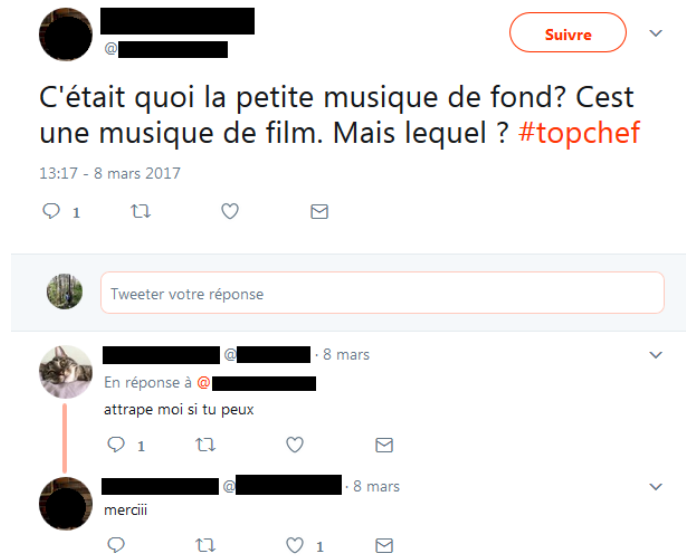 @
Suivre
C'était quoi la petite musique de fond? Cest
une musique de film. Mais lequel ? #topchef
13:17 - 8 mars 2017
1
Tweeter votre réponse
@ · 8 mars
En réponse à @
attrape moi si tu peux
1
@ · 8 mars
merciii
1